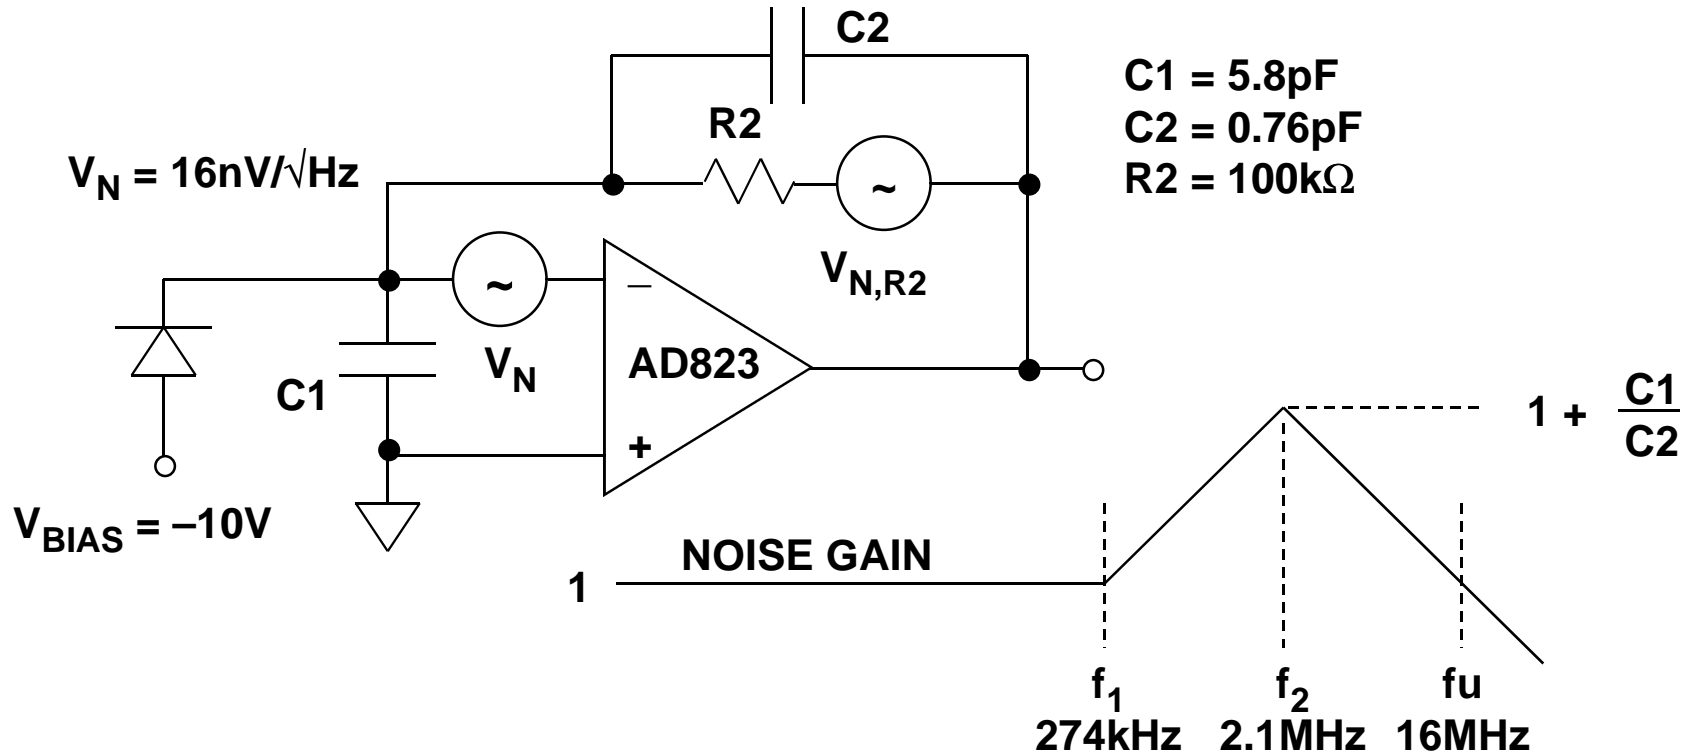 C2
C1 = 5.8pF
C2 = 0.76pF
R2 = 100kΩ
R2
V_N = 16nV/√Hz
~
V_N,R2
~
V_N
–
AD823
+
C1
V_BIAS = –10V
1 + C1/C2
NOISE GAIN
1
f_1 f_2 fu
274kHz 2.1MHz 16MHz